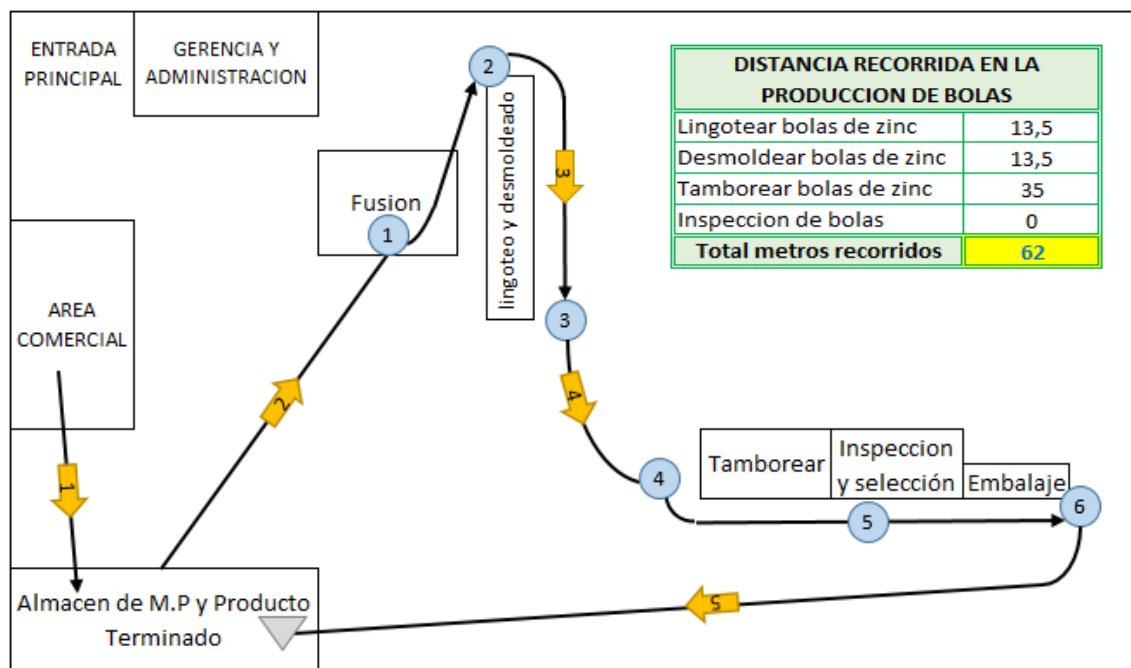 ENTRADA
PRINCIPAL
GERENCIA Y
ADMINISTRACION
2
lingoteo y desmoldeado
3
DISTANCIA RECORRIDA EN LA
PRODUCCION DE BOLAS
Lingotear bolas de zinc 13,5
Desmoldear bolas de zinc 13,5
Tamborear bolas de zinc 35
Inspeccion de bolas 0
Total metros recorridos 62
Fusion
1
AREA
COMERCIAL
3
2
4
1
Tamborear
Inspeccion
y selección
Embalaje
4
5
6
5
Almacen de M.P y Producto
Terminado